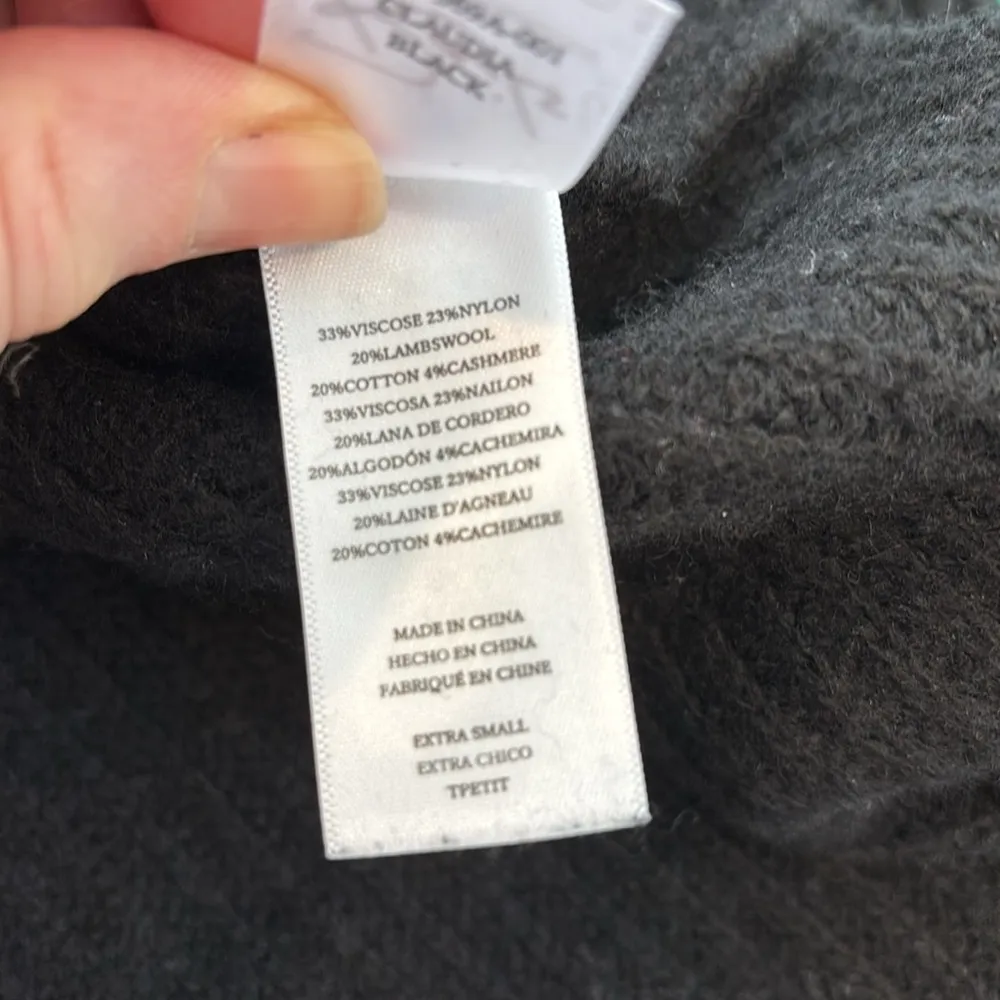 CLAUDIA
BLACK
33%VISCOSE 23%NYLON
20%LAMBSWOOL
20%COTTON 4%CASHMERE
33%VISCOSA 23%NAILON
20%LANA DE CORDERO
20%ALGODÓN 4%CACHEMIRA
33%VISCOSE 23%NYLON
20%LAINE D'AGNEAU
20%COTON 4%CACHEMIRE
MADE IN CHINA
HECHO EN CHINA
FABRIQUÉ EN CHINE
EXTRA SMALL
EXTRA CHICO
TPETIT